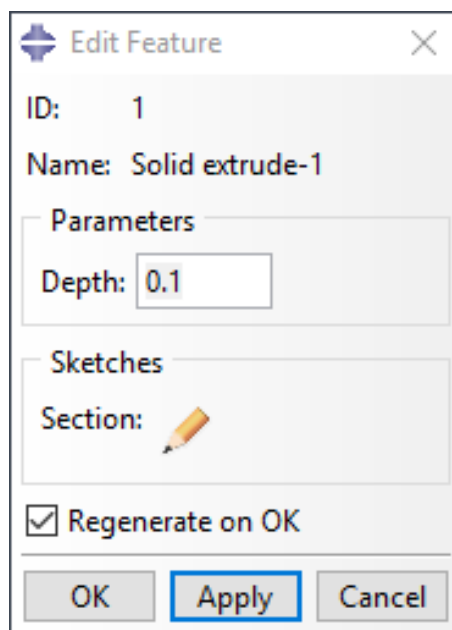 Edit Feature
ID: 1
Name: Solid extrude-1
Parameters
Depth: 0.1
Sketches
Section:
Regenerate on OK
OK Apply Cancel